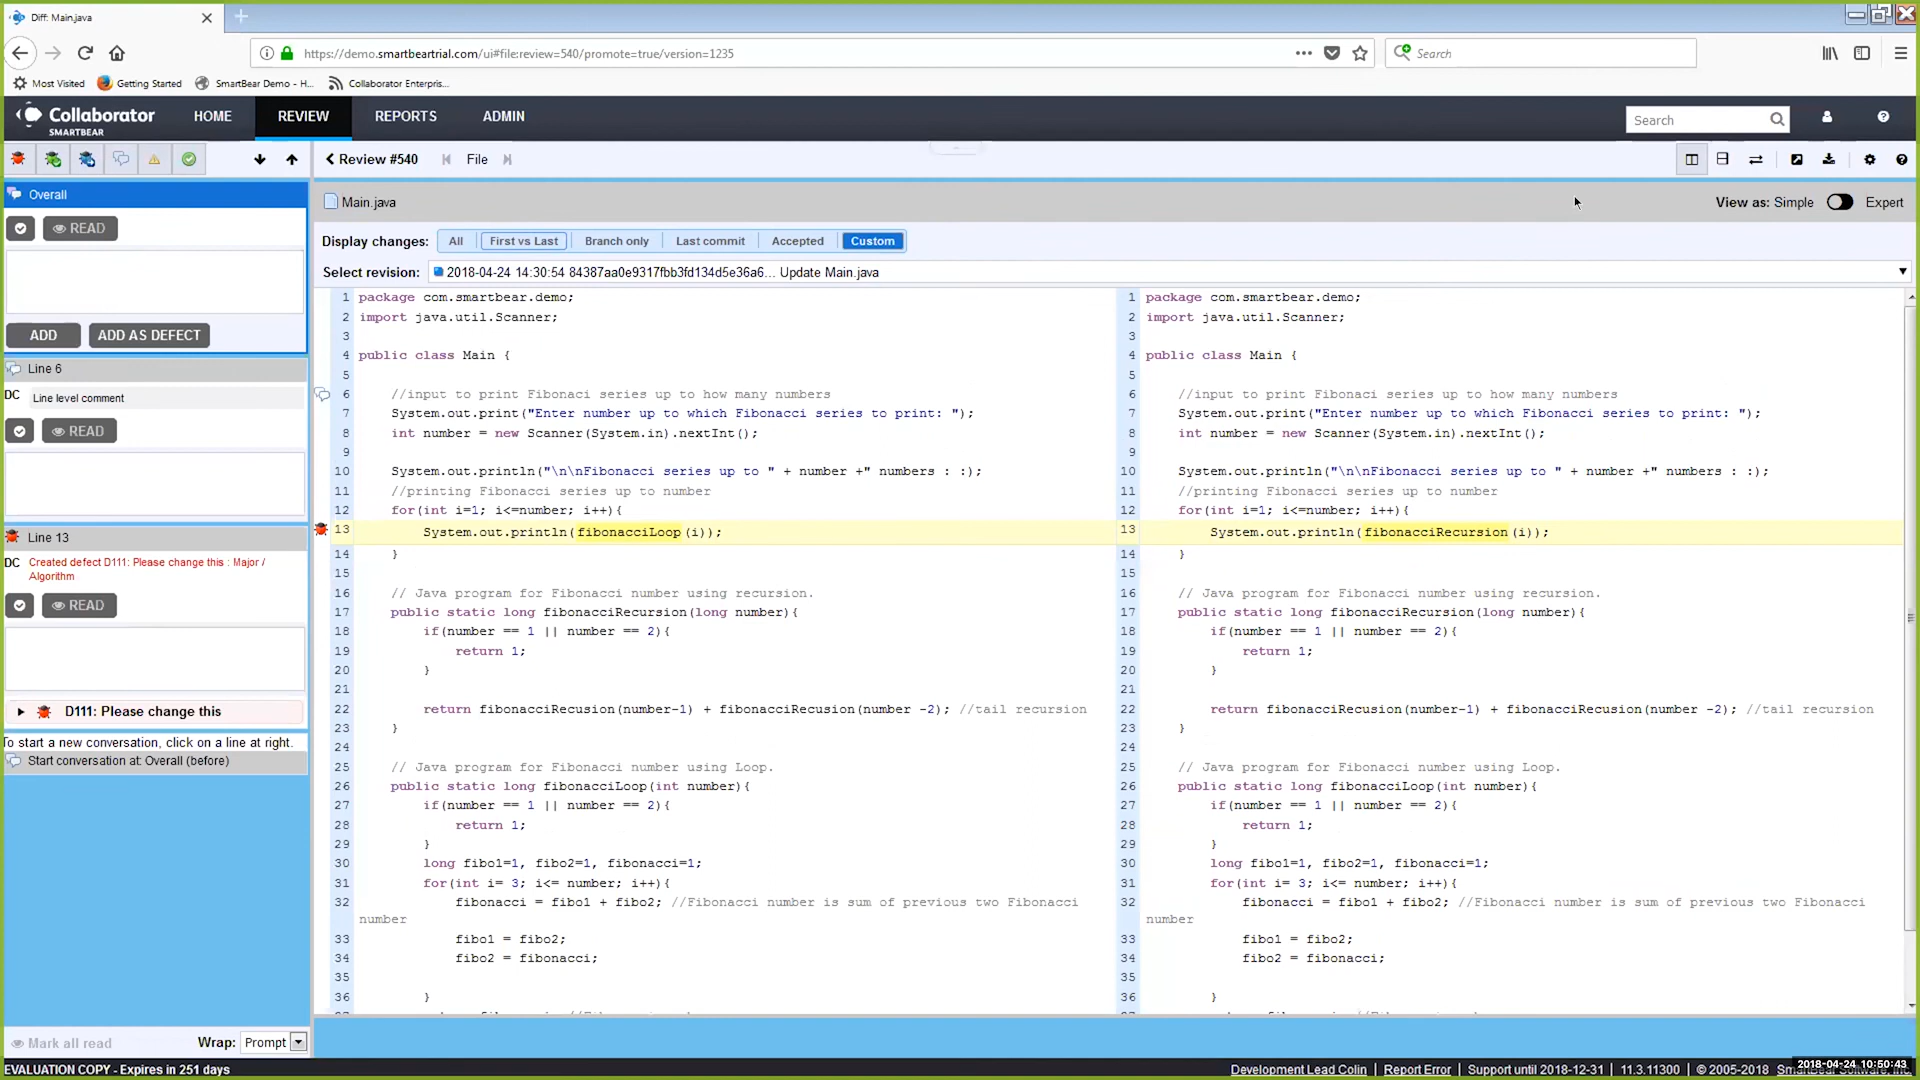 Diff: Main.java
https://demo.smartbeartrial.com/ui#file:review=540/promote=true/version=1235
Search
Most Visited
Getting Started
SmartBear Demo - H...
Collaborator Enterpris...
Collaborator
SMARTBEAR
HOME
REVIEW
REPORTS
ADMIN
Search
Review #540
File
Overall
READ
ADD
ADD AS DEFECT
Line 6
DC
Line level comment
READ
Line 13
DC
Created defect D111: Please change this : Major /
Algorithm
READ
D111: Please change this
To start a new conversation, click on a line at right.
Start conversation at: Overall (before)
Mark all read
Wrap: Prompt
Main.java
View as: Simple
Expert
Display changes:
All
First vs Last
Branch only
Last commit
Accepted
Custom
Select revision:
2018-04-24 14:30:54 84387aa0e9317fbb3fd134d5e36a6... Update Main.java
1 package com.smartbear.demo;
2 import java.util.Scanner;
3
4 public class Main {
5
6 //input to print Fibonaci series up to how many numbers
7 System.out.print("Enter number up to which Fibonacci series to print: ");
8 int number = new Scanner(System.in).nextInt();
9
10 System.out.println("\n\nFibonacci series up to " + number +" numbers : :);
11 //printing Fibonacci series up to number
12 for(int i=1; i<=number; i++){
13 System.out.println(fibonacciLoop(i));
14 }
15
16 // Java program for Fibonacci number using recursion.
17 public static long fibonacciRecursion(long number){
18 if(number == 1 || number == 2){
19 return 1;
20 }
21
22 return fibonacciRecusion(number-1) + fibonacciRecusion(number -2); //tail recursion
23 }
24
25 // Java program for Fibonacci number using Loop.
26 public static long fibonacciLoop(int number){
27 if(number == 1 || number == 2){
28 return 1;
29 }
30 long fibo1=1, fibo2=1, fibonacci=1;
31 for(int i= 3; i<= number; i++){
32 fibonacci = fibo1 + fibo2; //Fibonacci number is sum of previous two Fibonacci
number
33 fibo1 = fibo2;
34 fibo2 = fibonacci;
35
36 }
1 package com.smartbear.demo;
2 import java.util.Scanner;
3
4 public class Main {
5
6 //input to print Fibonaci series up to how many numbers
7 System.out.print("Enter number up to which Fibonacci series to print: ");
8 int number = new Scanner(System.in).nextInt();
9
10 System.out.println("\n\nFibonacci series up to " + number +" numbers : :);
11 //printing Fibonacci series up to number
12 for(int i=1; i<=number; i++){
13 System.out.println(fibonacciRecursion(i));
14 }
15
16 // Java program for Fibonacci number using recursion.
17 public static long fibonacciRecursion(long number){
18 if(number == 1 || number == 2){
19 return 1;
20 }
21
22 return fibonacciRecusion(number-1) + fibonacciRecusion(number -2); //tail recursion
23 }
24
25 // Java program for Fibonacci number using Loop.
26 public static long fibonacciLoop(int number){
27 if(number == 1 || number == 2){
28 return 1;
29 }
30 long fibo1=1, fibo2=1, fibonacci=1;
31 for(int i= 3; i<= number; i++){
32 fibonacci = fibo1 + fibo2; //Fibonacci number is sum of previous two Fibonacci
number
33 fibo1 = fibo2;
34 fibo2 = fibonacci;
35
36 }
EVALUATION COPY - Expires in 251 days
Development Lead Colin | Report Error | Support until 2018-12-31 | 11.3.11300 | © 2005-2018
2018-04-24 10:50:43